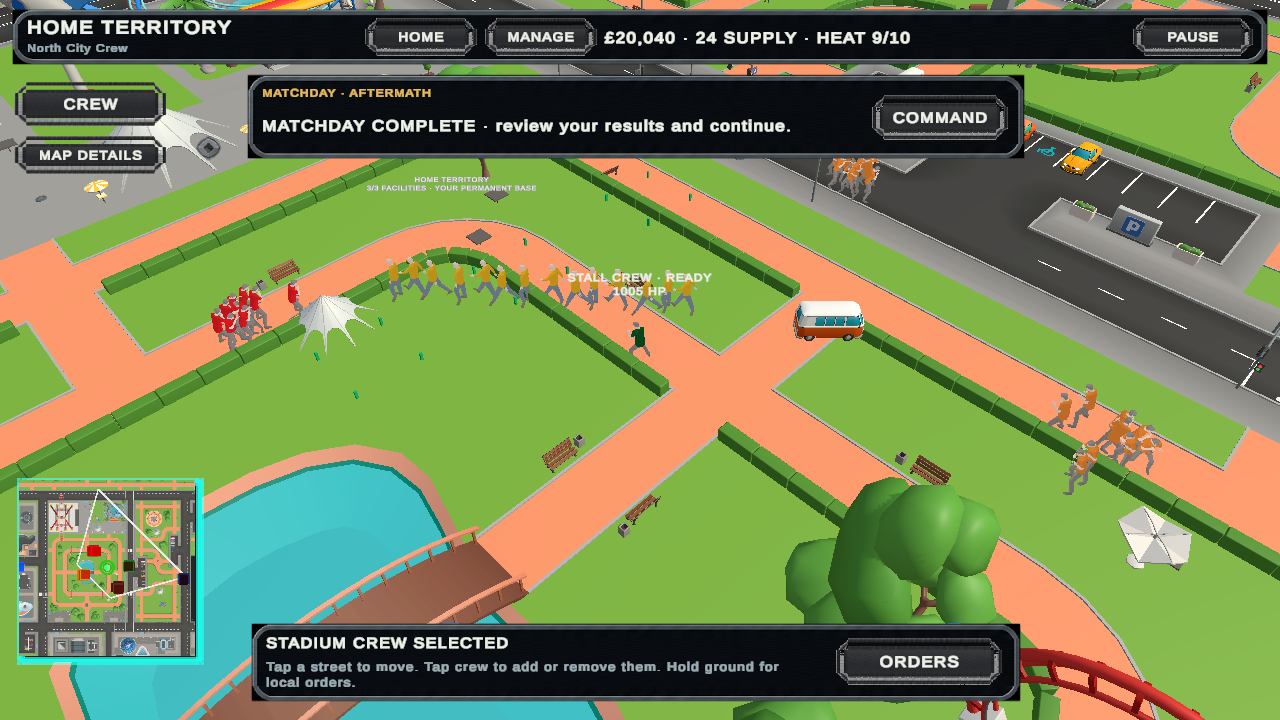 HOME TERRITORY
North City Crew
HOME
MANAGE
£20,040 · 24 SUPPLY · HEAT 9/10
PAUSE
CREW
MAP DETAILS
MATCHDAY · AFTERMATH
MATCHDAY COMPLETE · review your results and continue.
COMMAND
HOME TERRITORY
3/3 FACILITIES · YOUR PERMANENT BASE
P
STALL CREW · READY
1005 HP
STADIUM CREW SELECTED
Tap a street to move. Tap crew to add or remove them. Hold ground for
local orders.
ORDERS